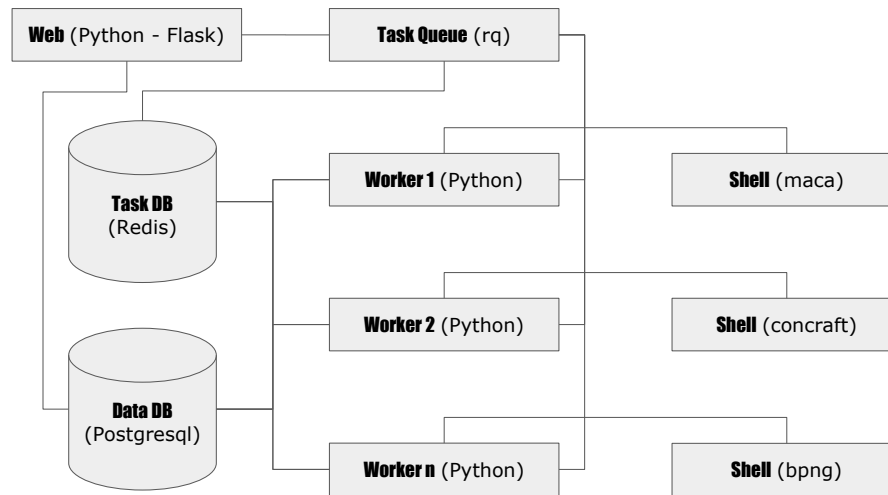 Web (Python - Flask)
Task Queue (rq)
Task DB
(Redis)
Worker 1 (Python)
Shell (maca)
Worker 2 (Python)
Shell (concraft)
Data DB
(Postgresql)
Worker n (Python)
Shell (bpng)